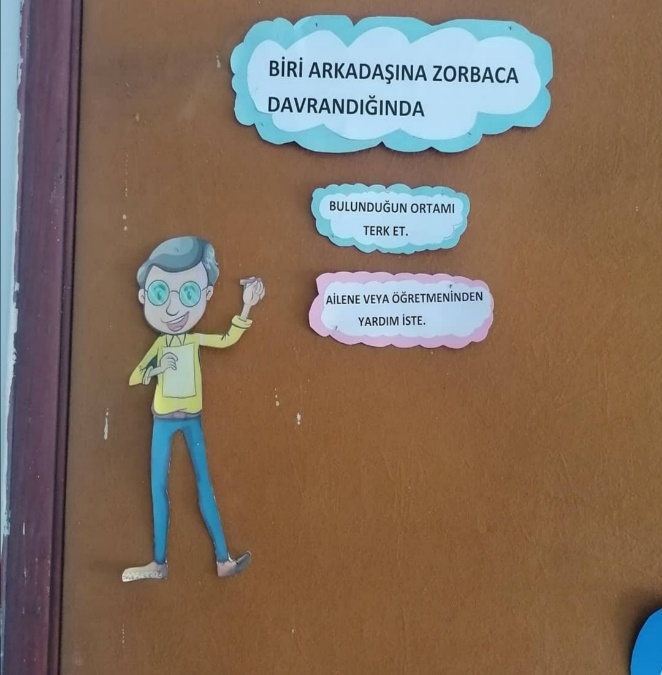 BİRİ ARKADAŞINA ZORBACA
DAVRANDIĞINDA
BULUNDUĞUN ORTAMI
TERK ET.
AİLENE VEYA ÖĞRETMENİNDEN
YARDIM İSTE.